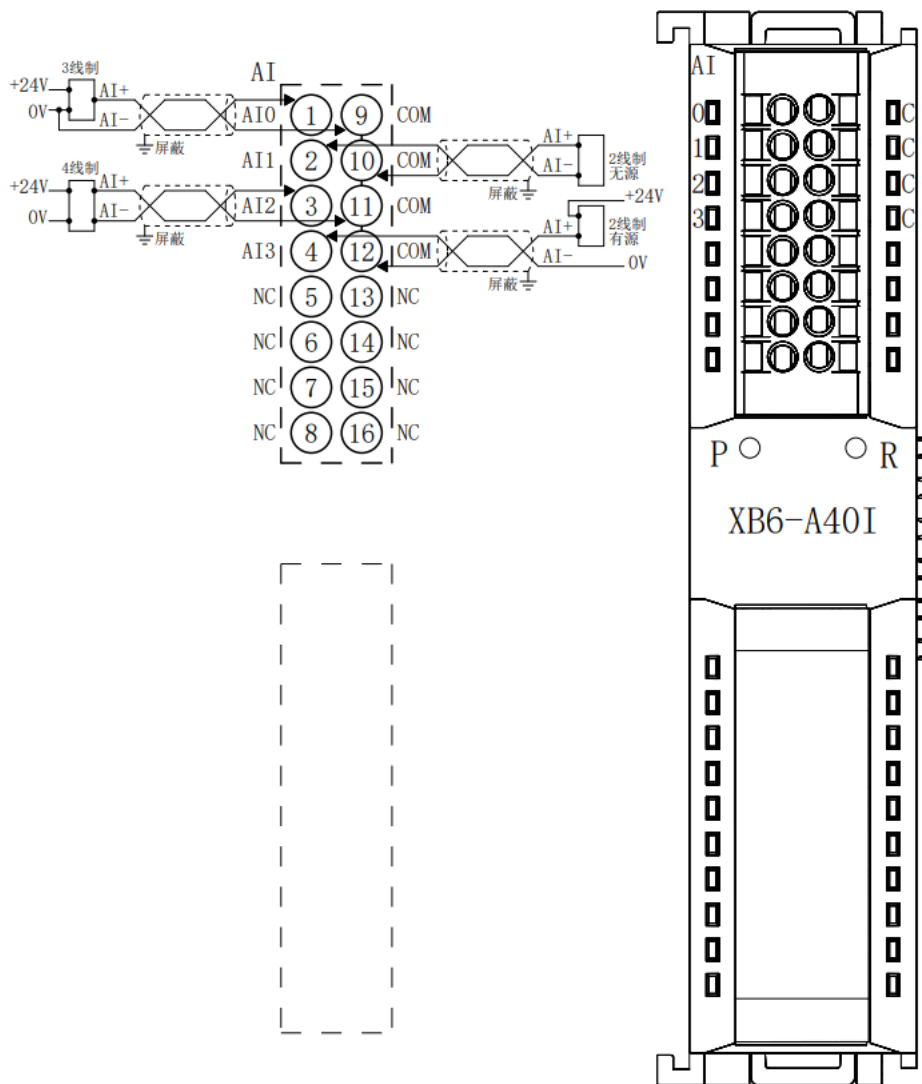 AI
3线制
+24V
AI+
0V
AI-
AI0
1
9
COM
屏蔽
AI1
2
10
COM
AI+
AI-
2线制
无源
屏蔽
4线制
+24V
AI+
0V
AI-
AI2
3
11
COM
屏蔽
+24V
AI+
2线制
有源
AI3
4
12
COM
AI-
0V
屏蔽
NC
5
13
NC
NC
6
14
NC
NC
7
15
NC
NC
8
16
NC
AI
0
C
1
C
2
C
3
C
P
R
XB6-A40I